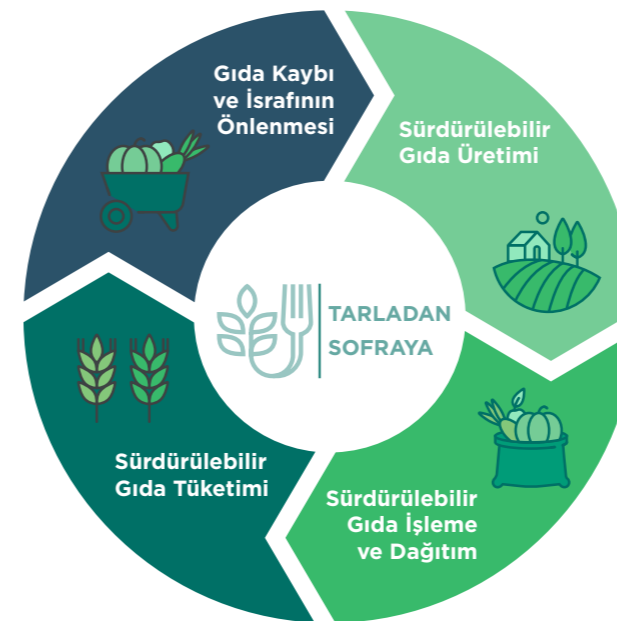 Gıda Kaybı
ve İsrafının
Önlenmesi
Sürdürülebilir
Gıda Üretimi
TARLADAN
SOFRAYA
Sürdürülebilir
Gıda Tüketimi
Sürdürülebilir
Gıda İşleme
ve Dağıtım